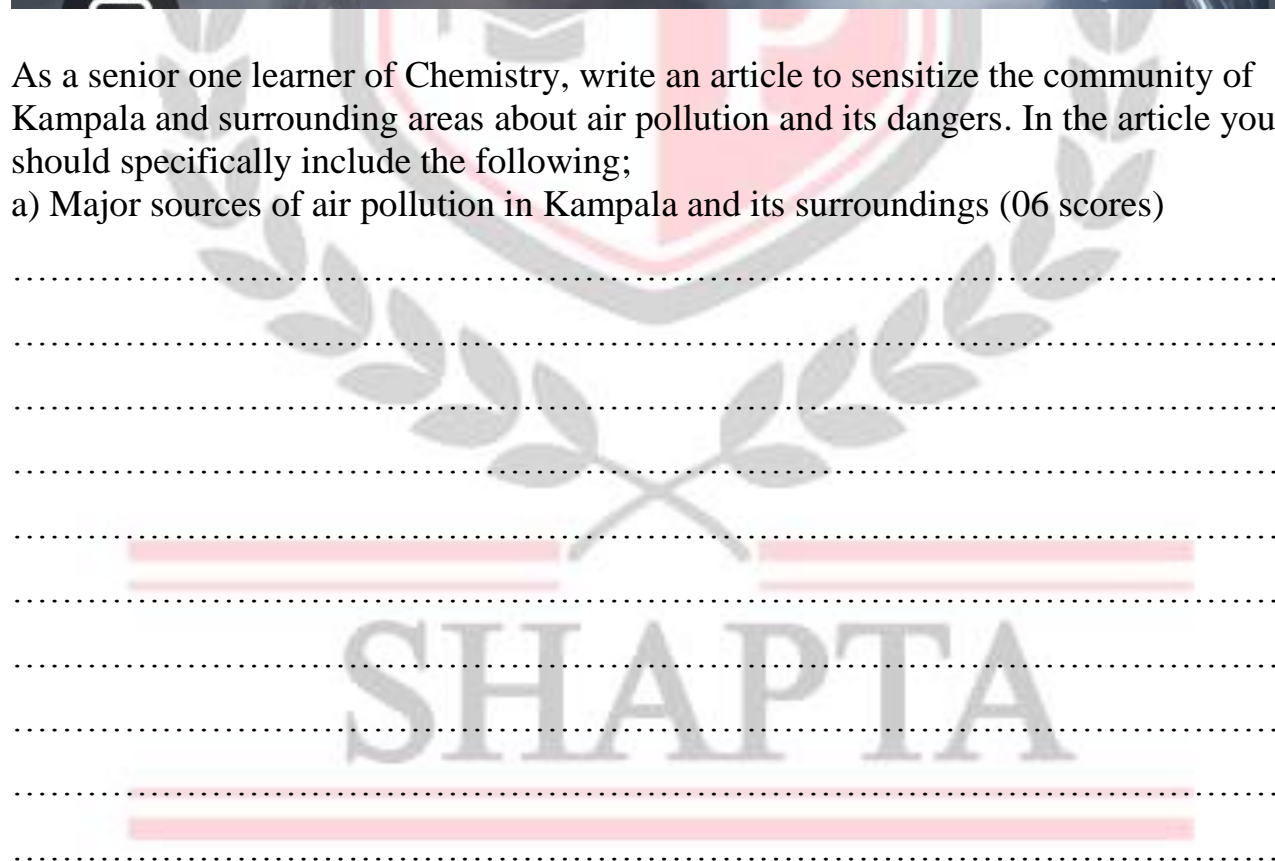 As a senior one learner of Chemistry, write an article to sensitize the community of
Kampala and surrounding areas about air pollution and its dangers. In the article you
should specifically include the following;
a) Major sources of air pollution in Kampala and its surroundings (06 scores)
……………………………………………………………………………………………
……………………………………………………………………………………………
……………………………………………………………………………………………
……………………………………………………………………………………………
……………………………………………………………………………………………
……………………………………………………………………………………………
……………………………………………………………………………………………
SHAPTA
……………………………………………………………………………………………
……………………………………………………………………………………………
……………………………………………………………………………………………